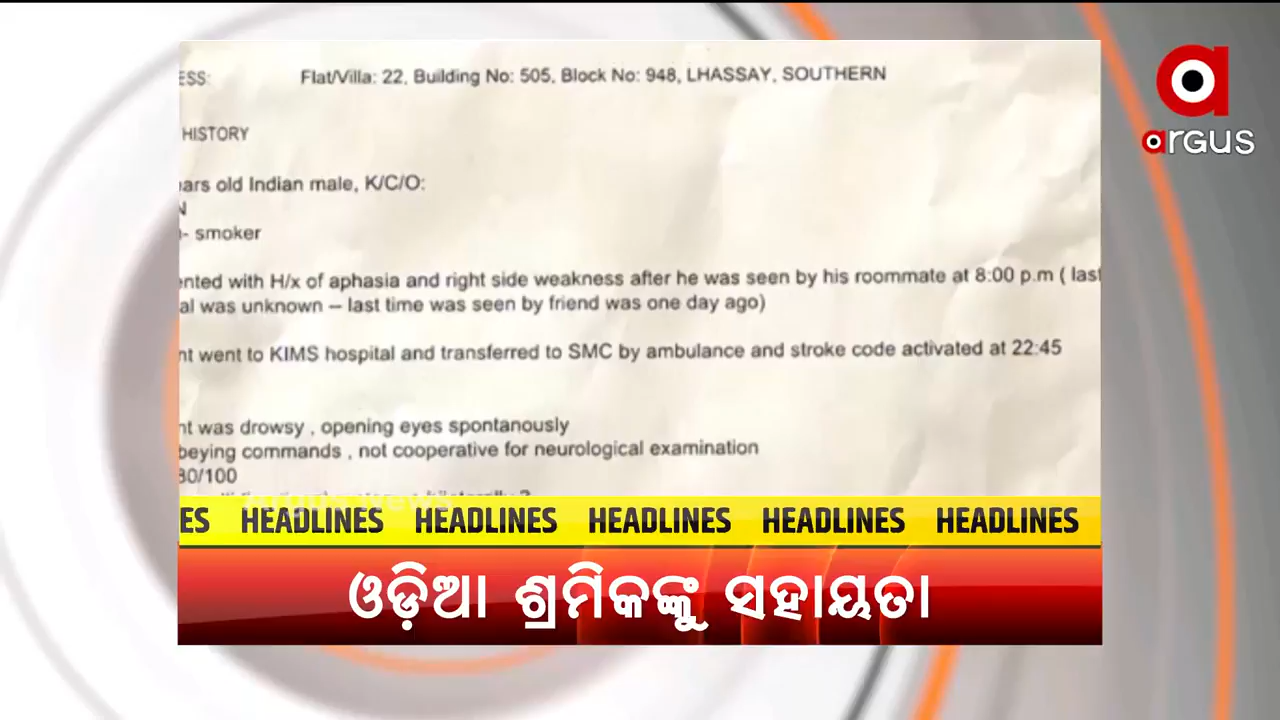 ESS: Flat/Villa: 22, Building No: 505, Block No: 948, LHASSAY, SOUTHERN
HISTORY
ars old Indian male, K/C/O:
N
- smoker
nted with H/x of aphasia and right side weakness after he was seen by his roommate at 8:00 p.m ( last
al was unknown – last time was seen by friend was one day ago)
nt went to KIMS hospital and transferred to SMC by ambulance and stroke code activated at 22:45
nt was drowsy , opening eyes spontanously
beying commands , not cooperative for neurological examination
80/100
Argus News
ES HEADLINES HEADLINES HEADLINES HEADLINES HEADLINES
ଓଡ଼ିଆ ଶ୍ରମିକଙ୍କୁ ସହାୟତା
argus